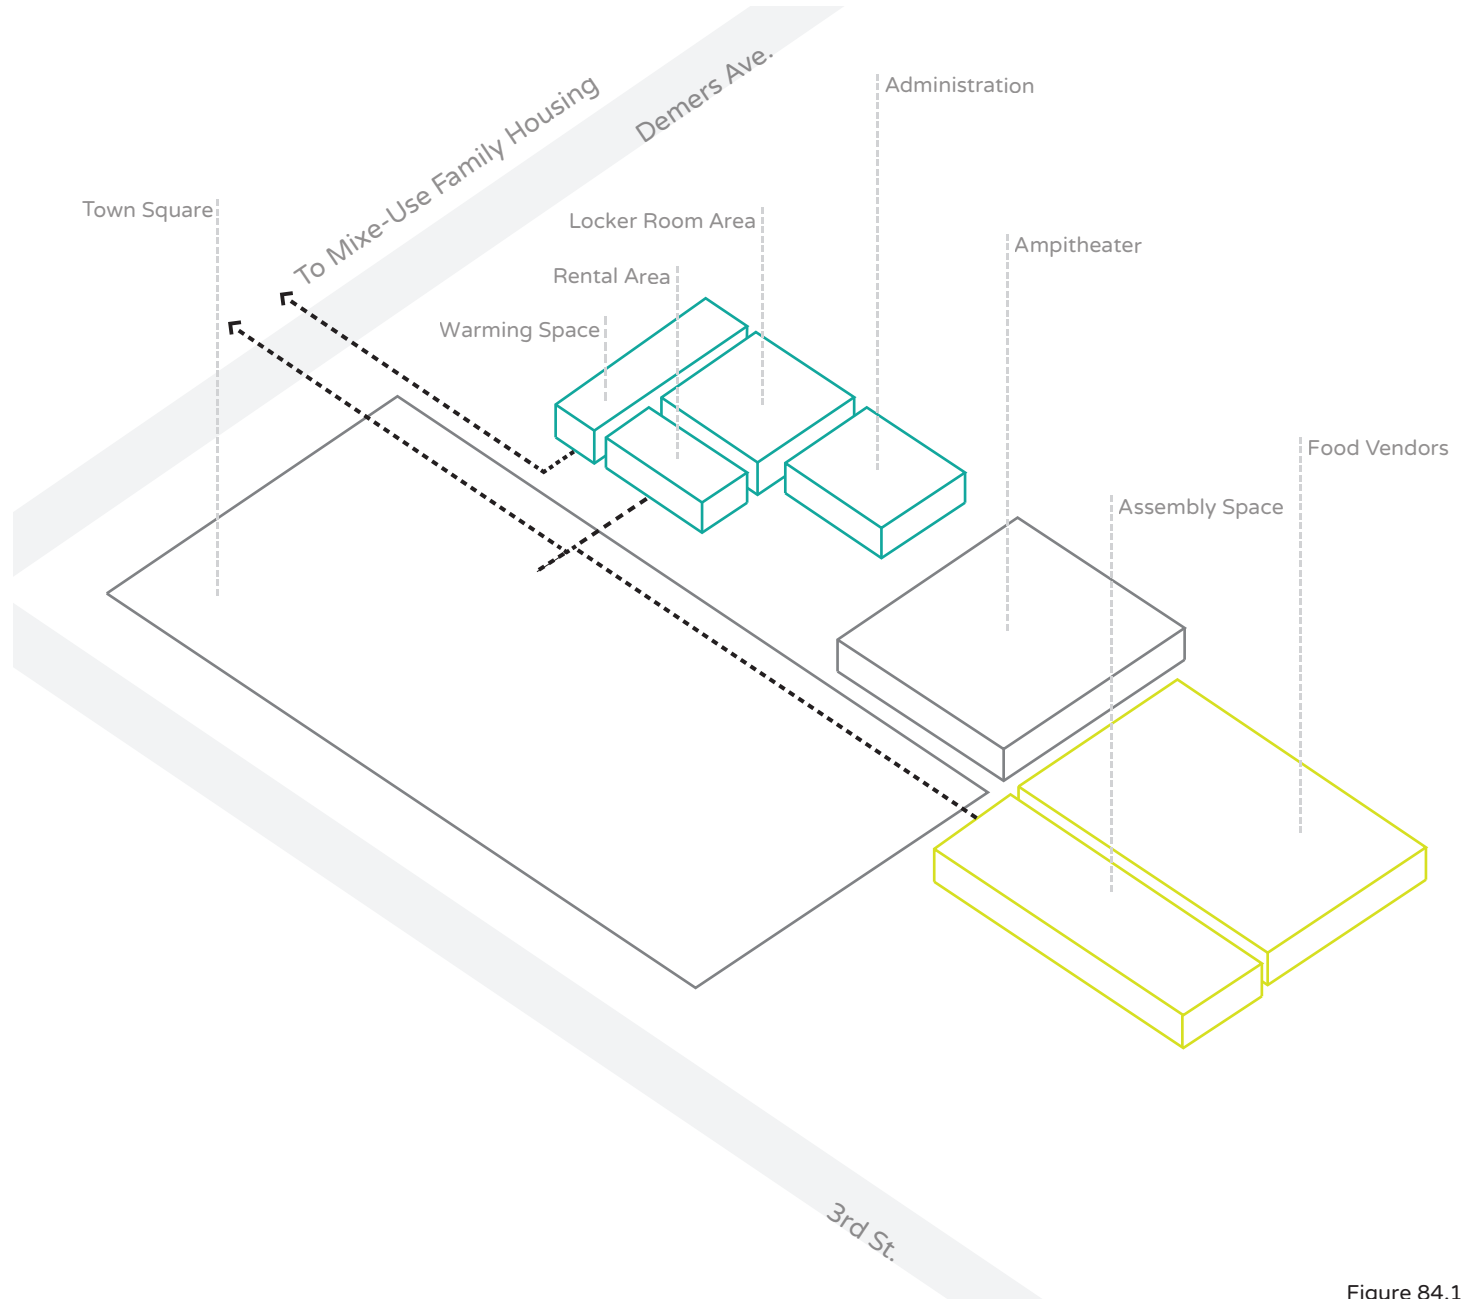 Demers Ave.
To Mixe-Use Family Housing
Administration
Town Square
Locker Room Area
Ampitheater
Rental Area
Warming Space
Food Vendors
Assembly Space
3rd St.
Figure 84.1